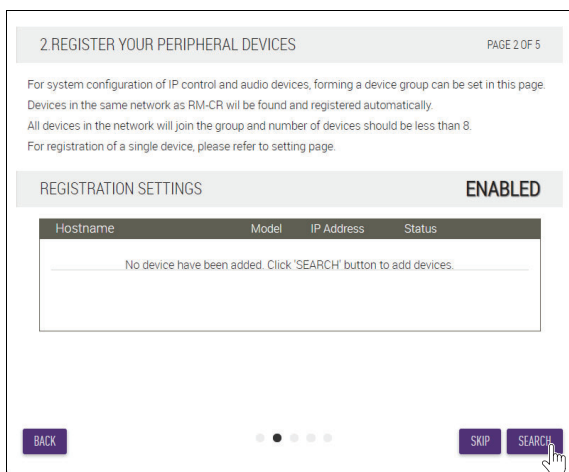 2.REGISTER YOUR PERIPHERAL DEVICES PAGE 2 OF 5
For system configuration of IP control and audio devices, forming a device group can be set in this page.
Devices in the same network as RM-CR wil be found and registered automatically.
All devices in the network will join the group and number of devices should be less than 8.
For registration of a single device, please refer to setting page.
REGISTRATION SETTINGS ENABLED
Hostname Model IP Address Status
No device have been added. Click 'SEARCH' button to add devices.
BACK SKIP SEARCH